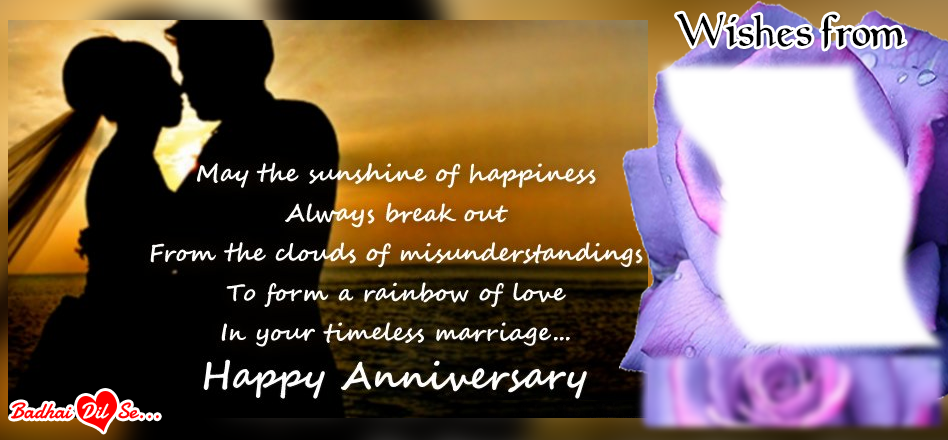 Wishes from
May the sunshine of happiness
Always break out
From the clouds of misunderstandings
To form a rainbow of love
In your timeless marriage...
Happy Anniversary
Badhai Dil Se...